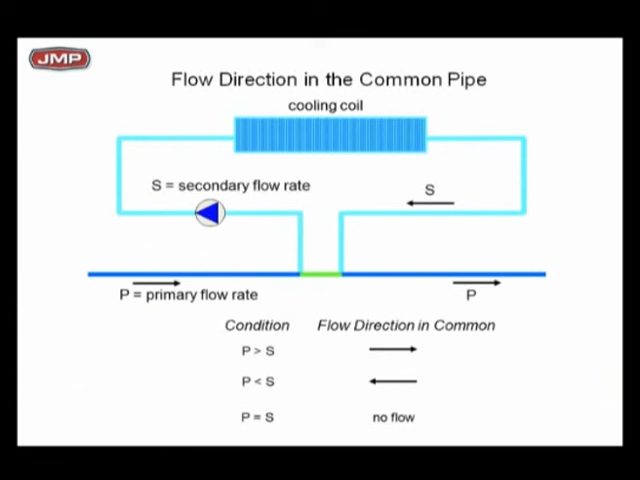 JMP
Flow Direction in the Common Pipe
cooling coil
S = secondary flow rate
S
P = primary flow rate
P
Condition Flow Direction in Common
P > S
P < S
P = S no flow